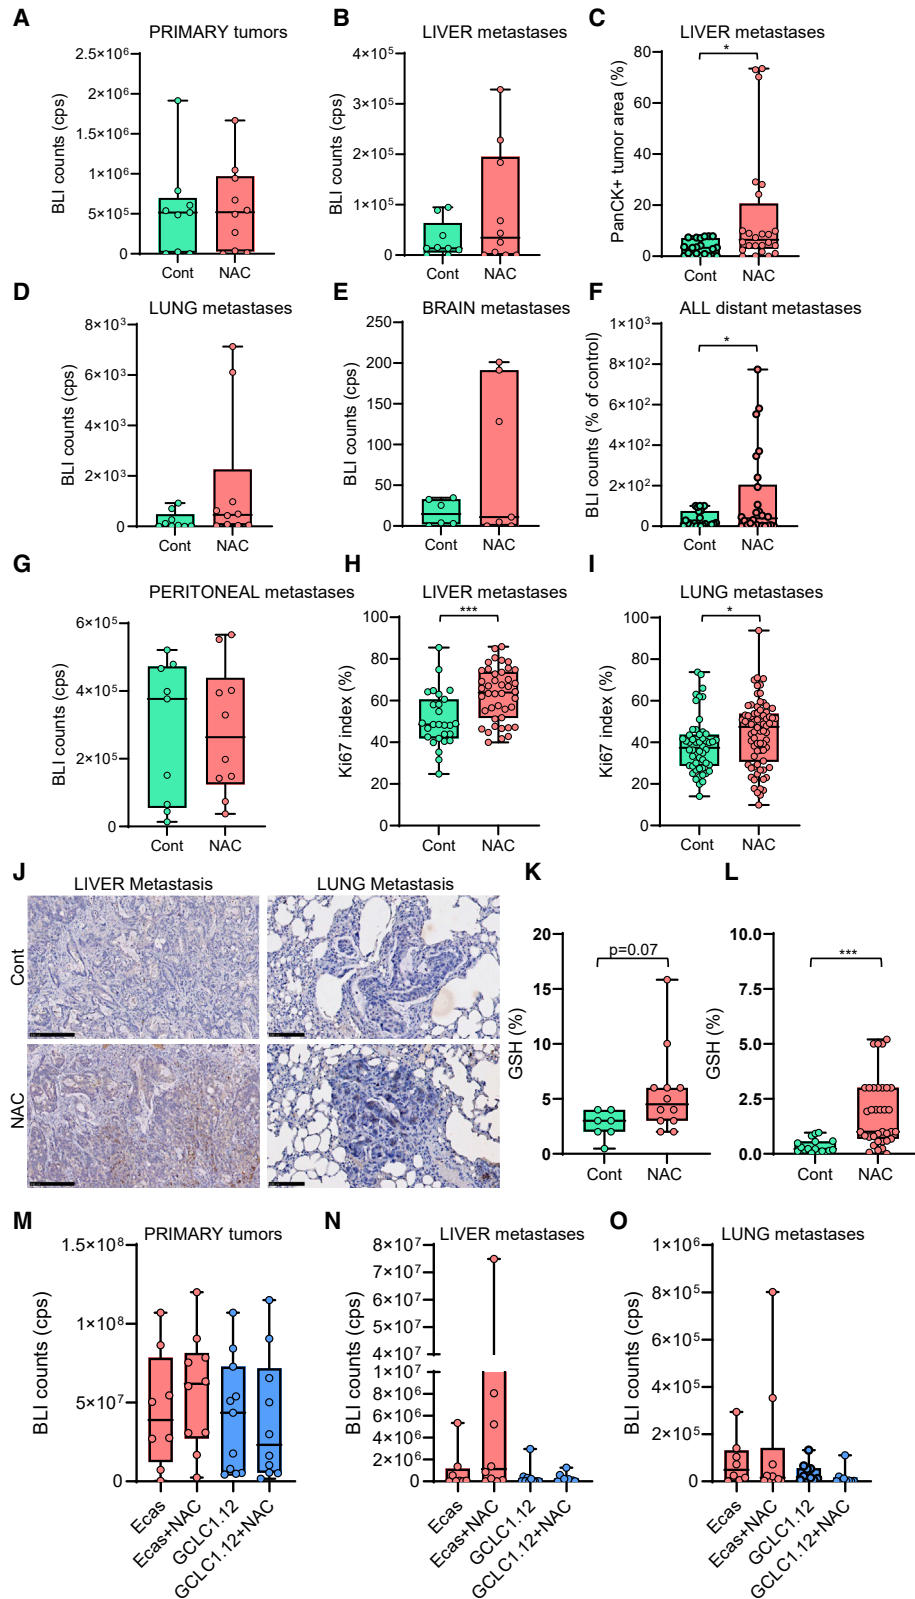 A
PRIMARY tumors
BLI counts (cps)
2.5×10⁶
2×10⁶
1.5×10⁶
1×10⁶
5×10⁵
0
Cont NAC
B
LIVER metastases
BLI counts (cps)
4×10⁵
3×10⁵
2×10⁵
1×10⁵
0
Cont NAC
C
LIVER metastases
PanCK+ tumor area (%)
80
60
40
20
0
*
Cont NAC
D
LUNG metastases
BLI counts (cps)
8×10³
6×10³
4×10³
2×10³
0
Cont NAC
E
BRAIN metastases
BLI counts (cps)
250
200
150
100
50
0
Cont NAC
F
ALL distant metastases
BLI counts (% of control)
1×10³
8×10²
6×10²
4×10²
2×10²
0
*
Cont NAC
G
PERITONEAL metastases
BLI counts (cps)
6×10⁵
4×10⁵
2×10⁵
0
Cont NAC
H
LIVER metastases
Ki67 index (%)
100
80
60
40
20
0
***
Cont NAC
I
LUNG metastases
Ki67 index (%)
100
80
60
40
20
0
*
Cont NAC
J
LIVER Metastasis LUNG Metastasis
Cont
NAC
K
GSH (%)
20
15
10
5
0
p=0.07
Cont NAC
L
GSH (%)
10.0
7.5
5.0
2.5
0.0
***
Cont NAC
M
PRIMARY tumors
BLI counts (cps)
1.5×10⁸
1×10⁸
5×10⁷
0
Ecas
Ecas+NAC
GCLC1.12
GCLC1.12+NAC
N
LIVER metastases
BLI counts (cps)
8×10⁷
7×10⁷
6×10⁷
5×10⁷
4×10⁷
1×10⁷
8×10⁶
6×10⁶
4×10⁶
2×10⁶
0
Ecas
Ecas+NAC
GCLC1.12
GCLC1.12+NAC
O
LUNG metastases
BLI counts (cps)
1×10⁶
8×10⁵
6×10⁵
4×10⁵
2×10⁵
0
Ecas
Ecas+NAC
GCLC1.12
GCLC1.12+NAC